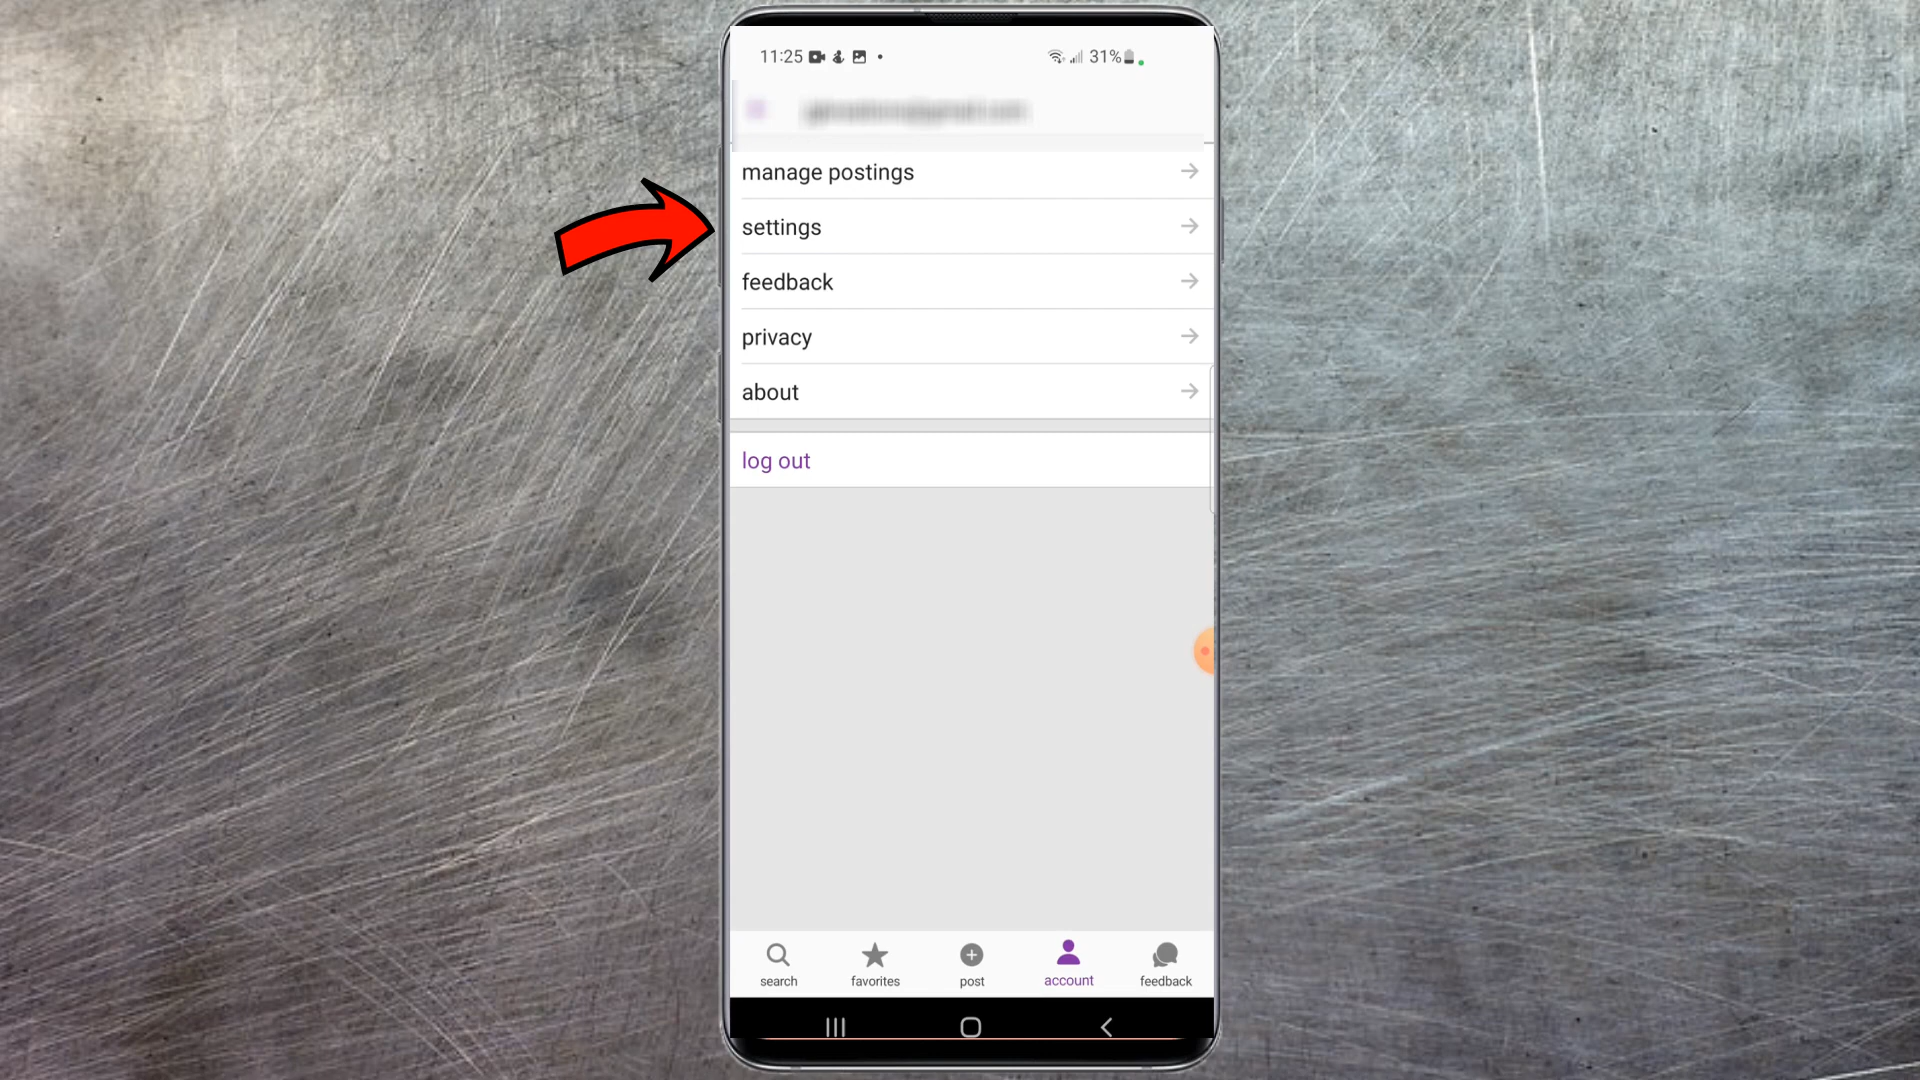 11:25 31%
manage postings
settings
feedback
privacy
about
log out
search favorites post account feedback